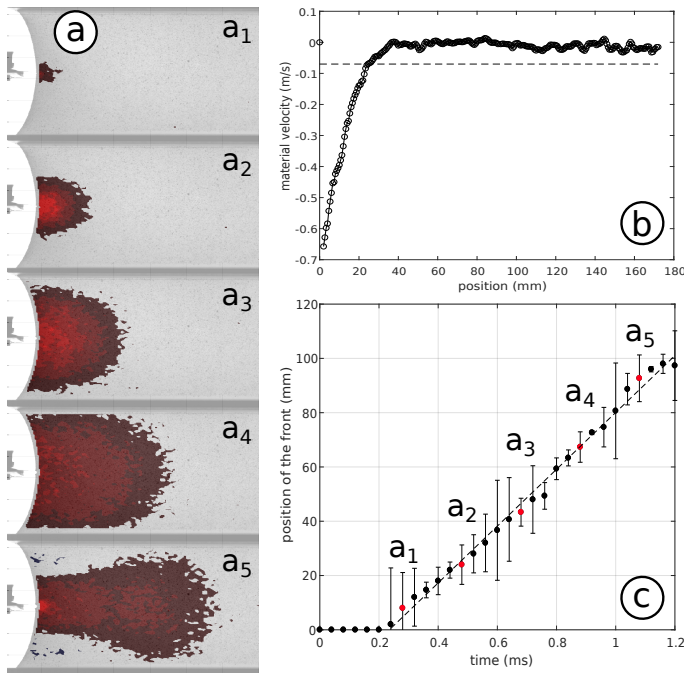 a
a1
a2
a3
a4
a5
material velocity (m/s)
0.1
0
-0.1
-0.2
-0.3
-0.4
-0.5
-0.6
-0.7
0 20 40 60 80 100 120 140 160 180
position (mm)
b
position of the front (mm)
120
100
80
60
40
20
0
a5
a4
a3
a2
a1
c
0 0.2 0.4 0.6 0.8 1 1.2
time (ms)